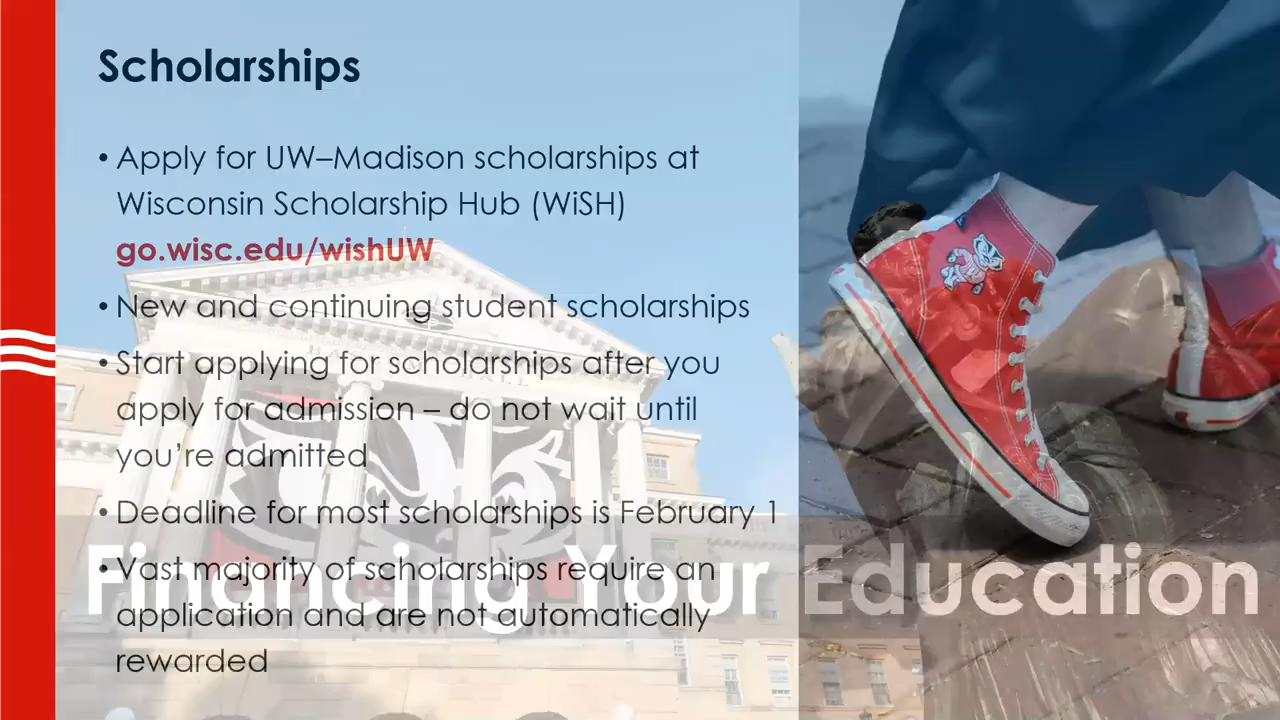 Scholarships
• Apply for UW–Madison scholarships at
Wisconsin Scholarship Hub (WiSH)
go.wisc.edu/wishUW
• New and continuing student scholarships
• Start applying for scholarships after you
apply for admission – do not wait until
you’re admitted
• Deadline for most scholarships is February 1
Financing Your Education
• Vast majority of scholarships require an
application and are not automatically
rewarded